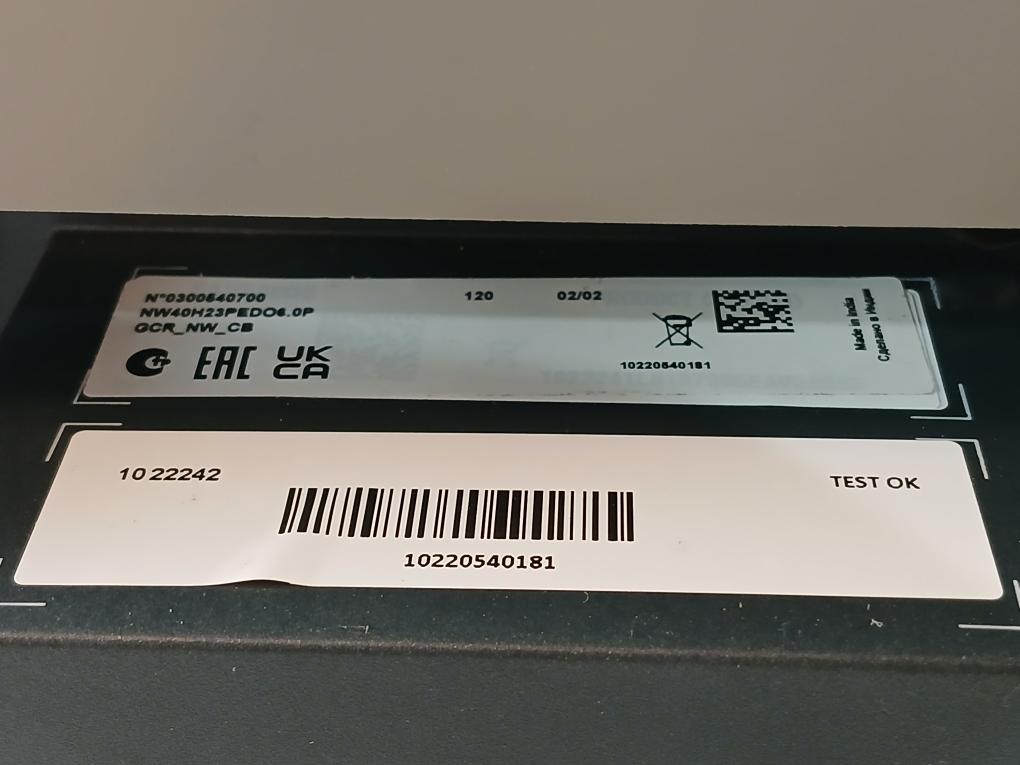 N°0300540700 120 02/02
NW40H23PEDO6.0P
GCR_NW_CB
EAC UK
CA
10220540181
Made in India
Сделано в Индии
10 22242
TEST OK
10220540181